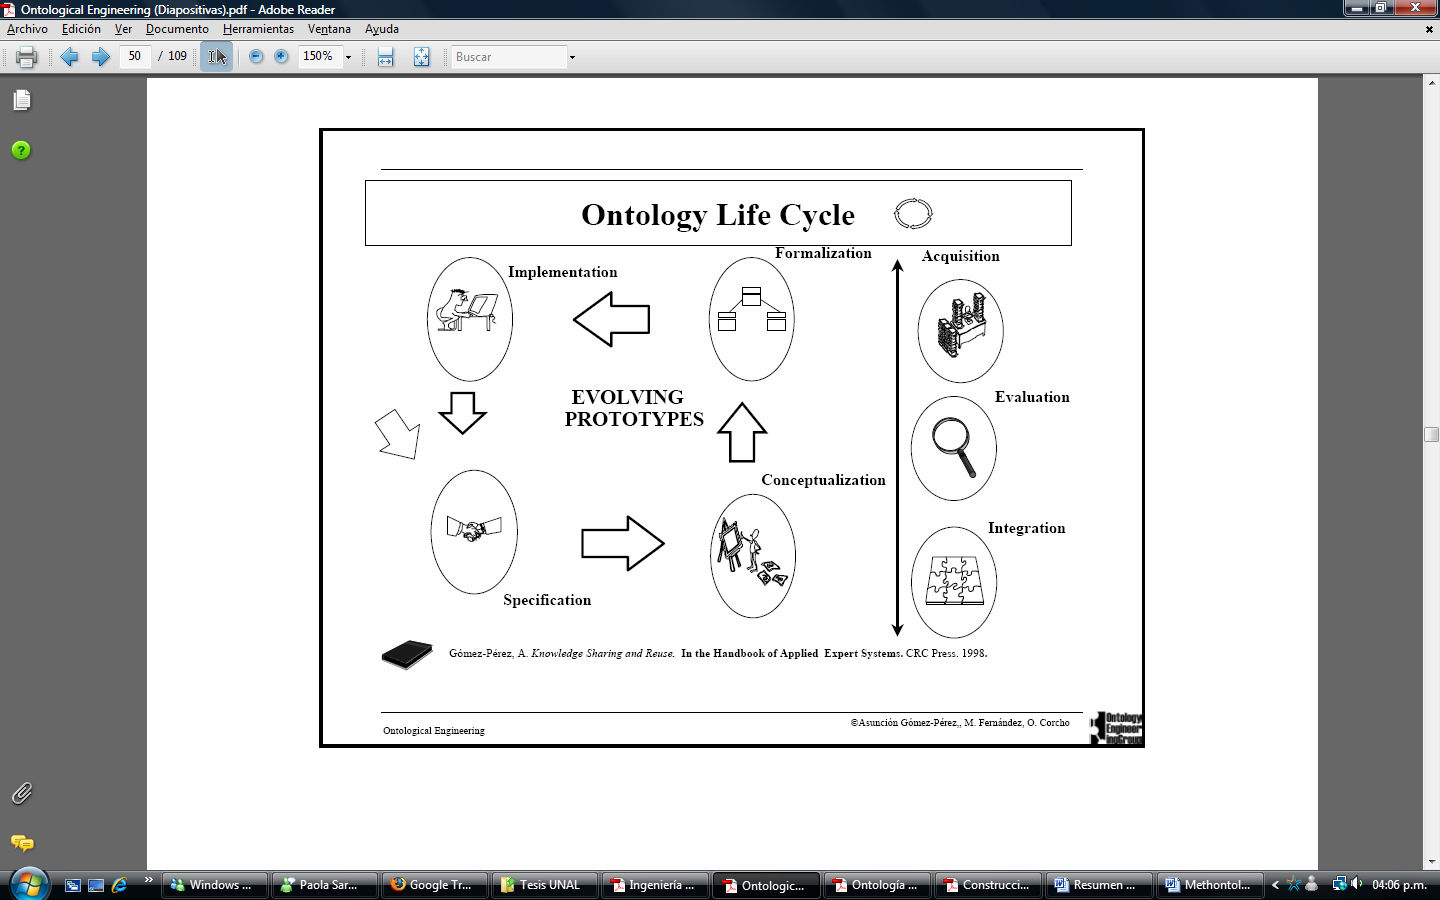 Ontological Engineering (Diapositivas).pdf - Adobe Reader
Archivo Edición Ver Documento Herramientas Ventana Ayuda
50 / 109 150% Buscar
Ontology Life Cycle
Formalization
Acquisition
Implementation
EVOLVING
PROTOTYPES
Evaluation
Conceptualization
Integration
Specification
Gómez-Pérez, A. Knowledge Sharing and Reuse. In the Handbook of Applied Expert Systems. CRC Press. 1998.
©Asunción Gómez-Pérez,, M. Fernández, O. Corcho
Ontological Engineering
Ontology
Engineer
ingGroup
Windows ... Paola Sar... Google Tr... Tesis UNAL Ingeniería ... Ontologic... Ontología ... Construcci... Resumen ... Methontol... 04:06 p.m.